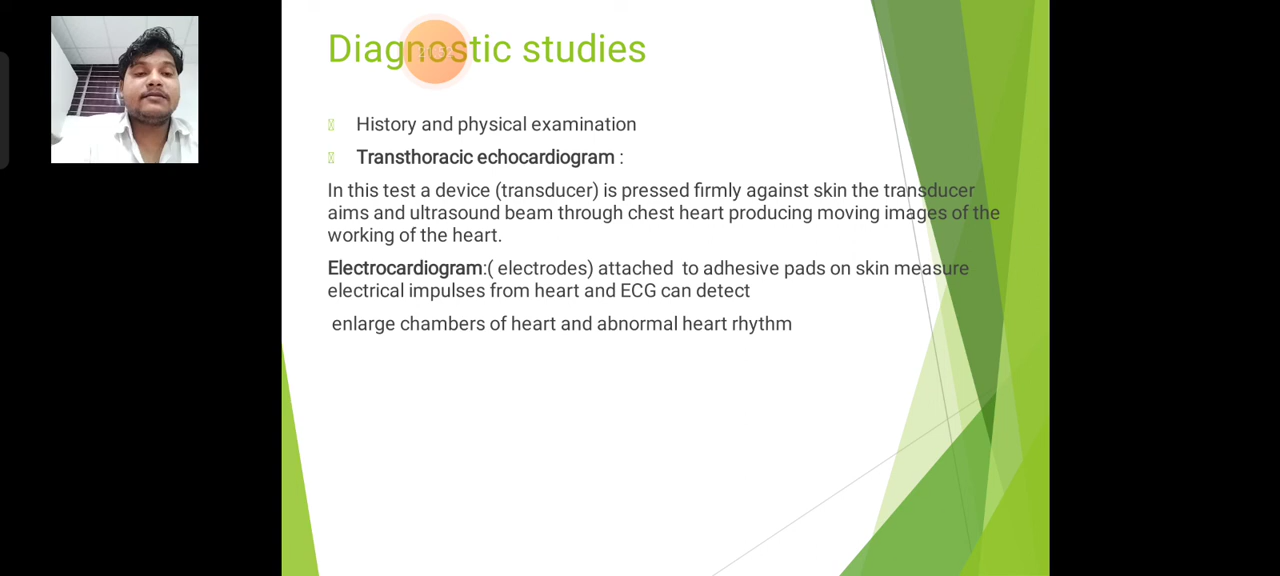 Diagnostic studies
History and physical examination
Transthoracic echocardiogram :
In this test a device (transducer) is pressed firmly against skin the transducer
aims and ultrasound beam through chest heart producing moving images of the
working of the heart.
Electrocardiogram:( electrodes) attached to adhesive pads on skin measure
electrical impulses from heart and ECG can detect
enlarge chambers of heart and abnormal heart rhythm